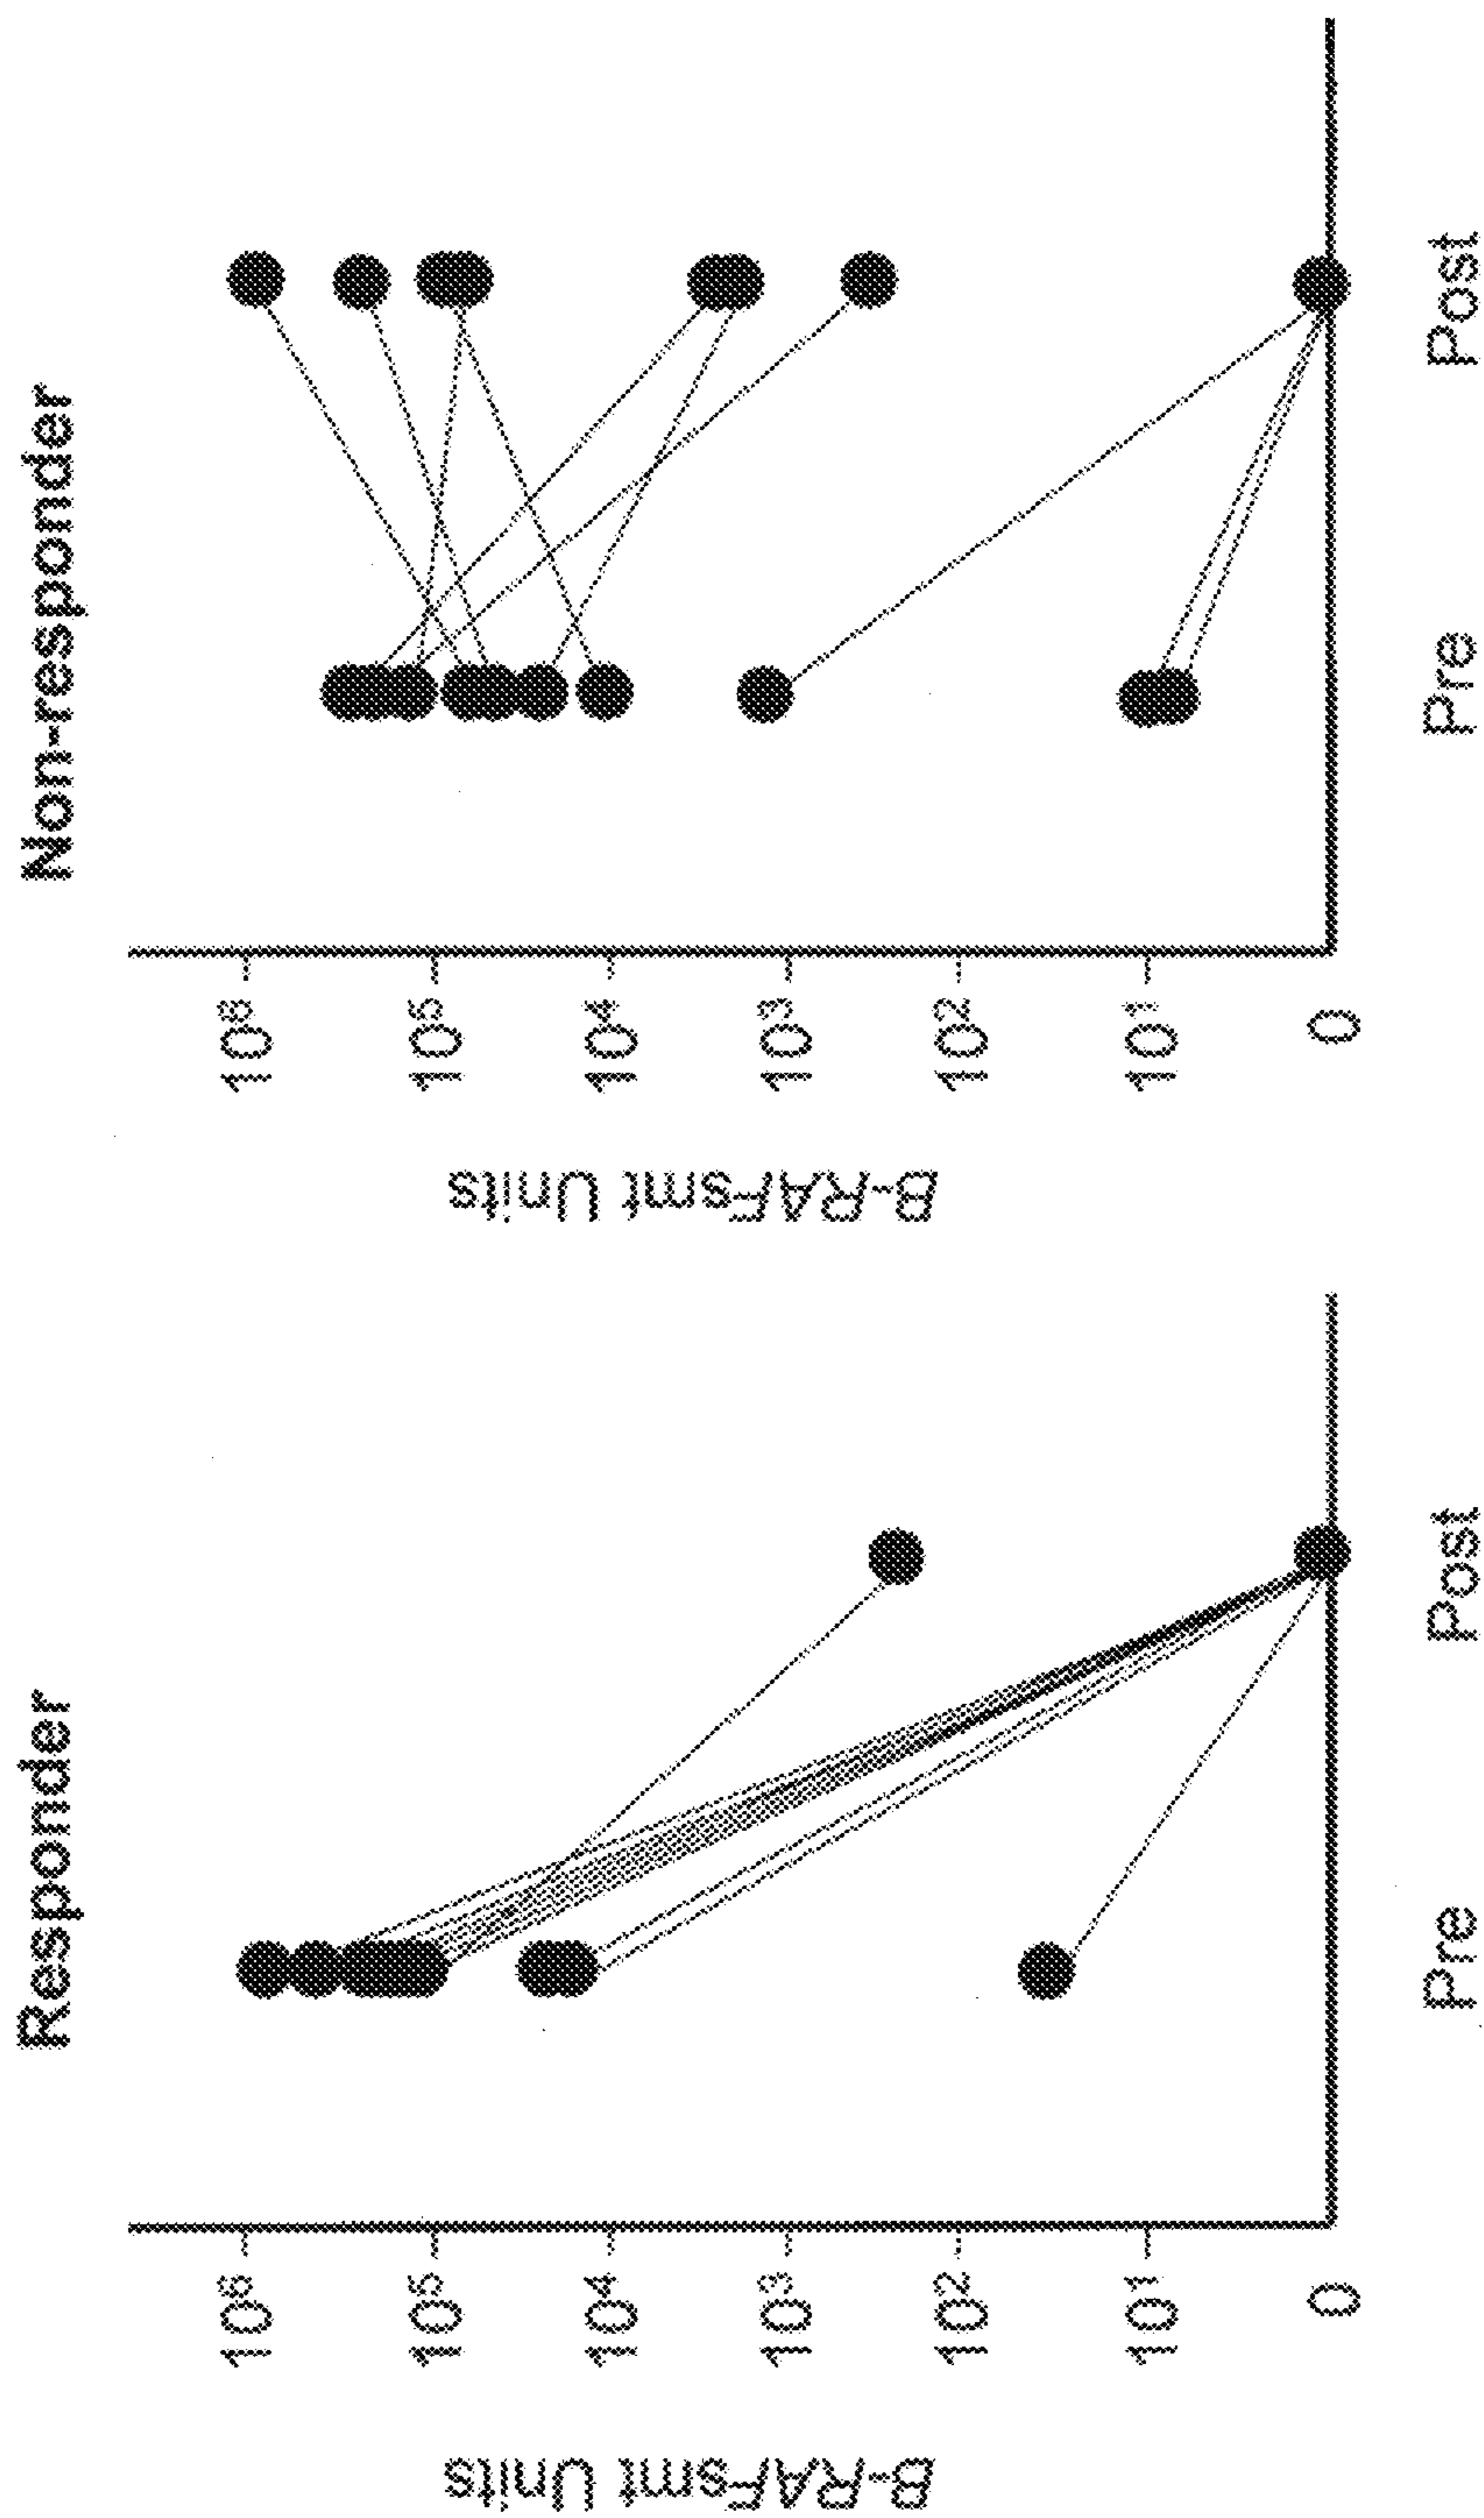 Responder
B-RAFsmt Units
10⁶
10⁵
10⁴
10³
10²
10¹
0
Pre
Post
Non-responder
B-RAFsmt Units
10⁶
10⁵
10⁴
10³
10²
10¹
0
Pre
Post